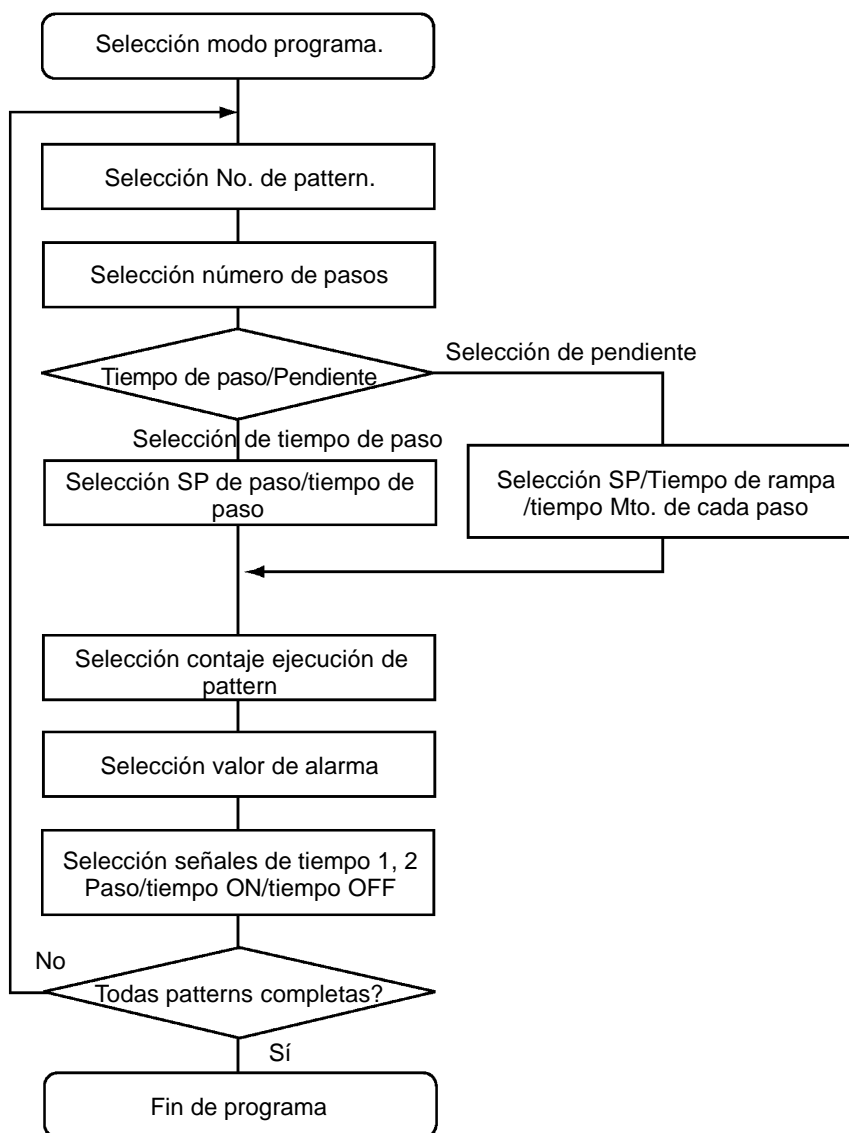 Selección modo programa.
Selección No. de pattern.
Selección número de pasos
Tiempo de paso/Pendiente
Selección de pendiente
Selección de tiempo de paso
Selección SP de paso/tiempo de
paso
Selección SP/Tiempo de rampa
/tiempo Mto. de cada paso
Selección contaje ejecución de
pattern
Selección valor de alarma
Selección señales de tiempo 1, 2
Paso/tiempo ON/tiempo OFF
No
Todas patterns completas?
Sí
Fin de programa